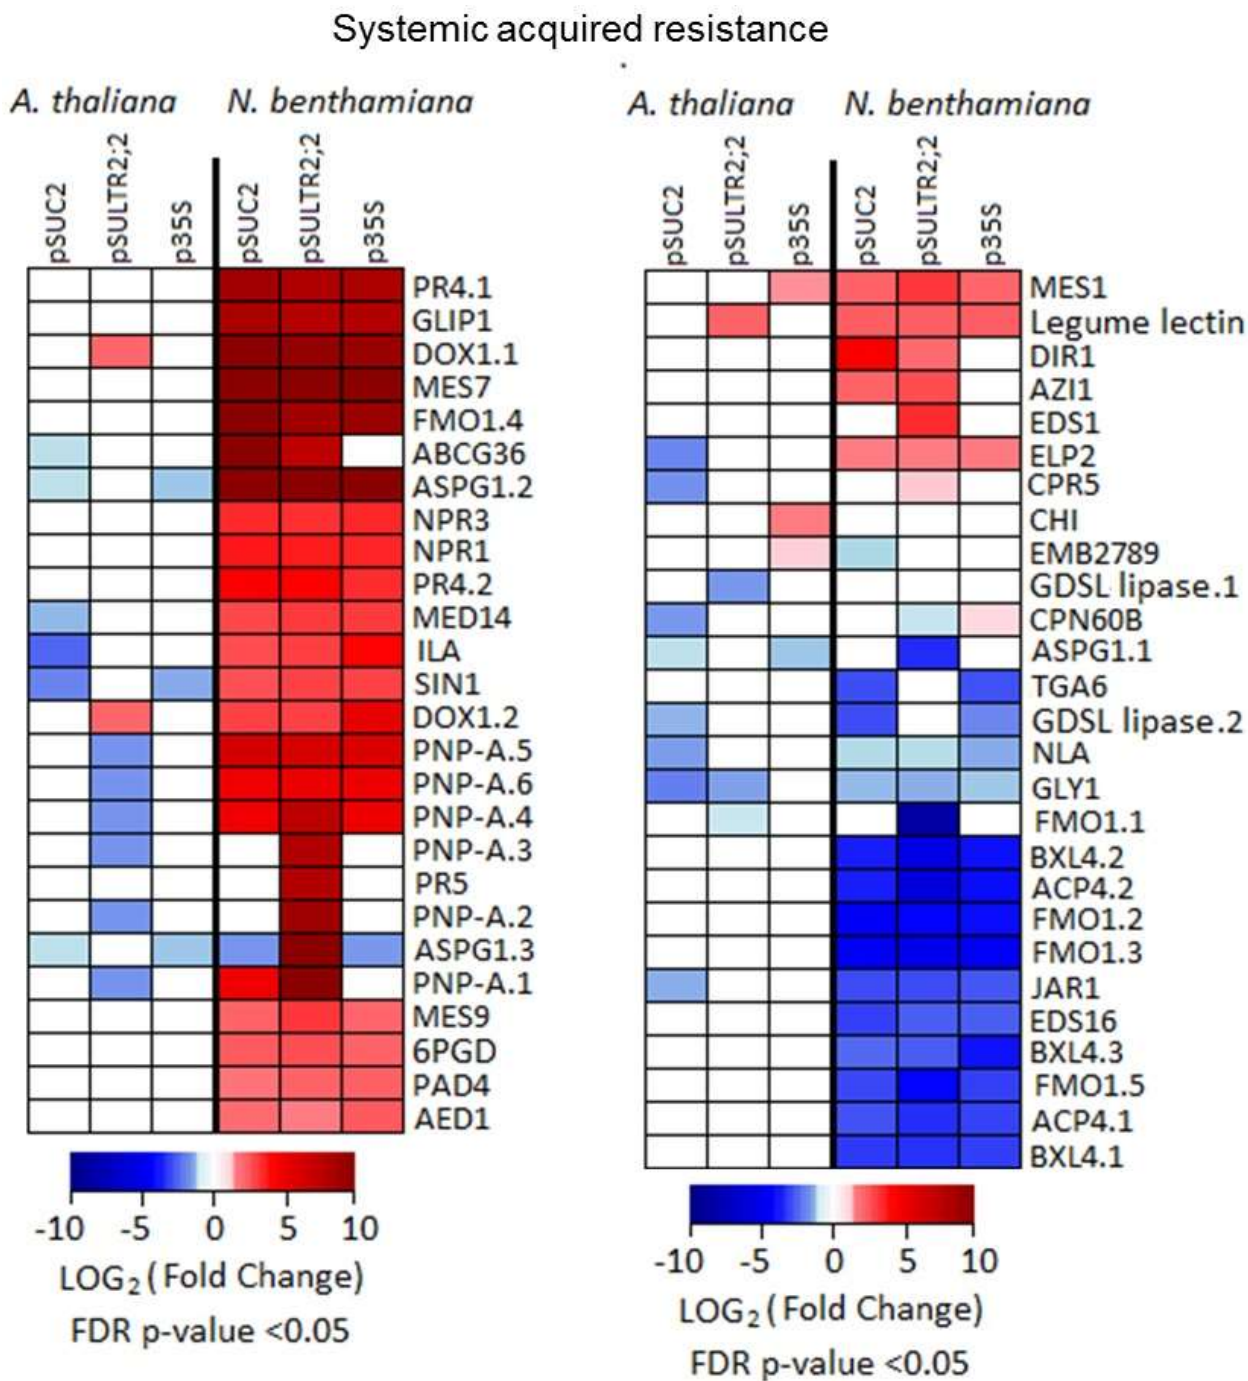 Systemic acquired resistance
A. thaliana N. benthamiana
pSUC2
pSULTR2;2
p35S
pSUC2
pSULTR2;2
p35S
PR4.1
GLIP1
DOX1.1
MES7
FMO1.4
ABCG36
ASPG1.2
NPR3
NPR1
PR4.2
MED14
ILA
SIN1
DOX1.2
PNP-A.5
PNP-A.6
PNP-A.4
PNP-A.3
PR5
PNP-A.2
ASPG1.3
PNP-A.1
MES9
6PGD
PAD4
AED1
-10 -5 0 5 10
LOG₂ (Fold Change)
FDR p-value <0.05
A. thaliana N. benthamiana
pSUC2
pSULTR2;2
p35S
pSUC2
pSULTR2;2
p35S
MES1
Legume lectin
DIR1
AZI1
EDS1
ELP2
CPR5
CHI
EMB2789
GDSL lipase.1
CPN60B
ASPG1.1
TGA6
GDSL lipase.2
NLA
GLY1
FMO1.1
BXL4.2
ACP4.2
FMO1.2
FMO1.3
JAR1
EDS16
BXL4.3
FMO1.5
ACP4.1
BXL4.1
-10 -5 0 5 10
LOG₂ (Fold Change)
FDR p-value <0.05